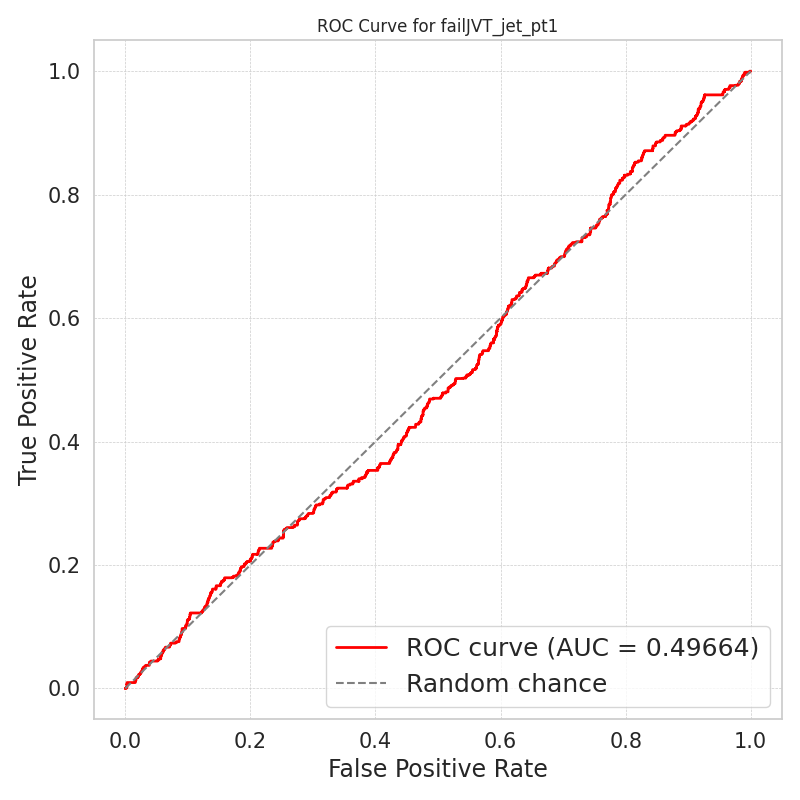 ROC Curve for failJVT_jet_pt1
True Positive Rate
1.0
0.8
0.6
0.4
0.2
0.0
ROC curve (AUC = 0.49664)
Random chance
0.0 0.2 0.4 0.6 0.8 1.0
False Positive Rate